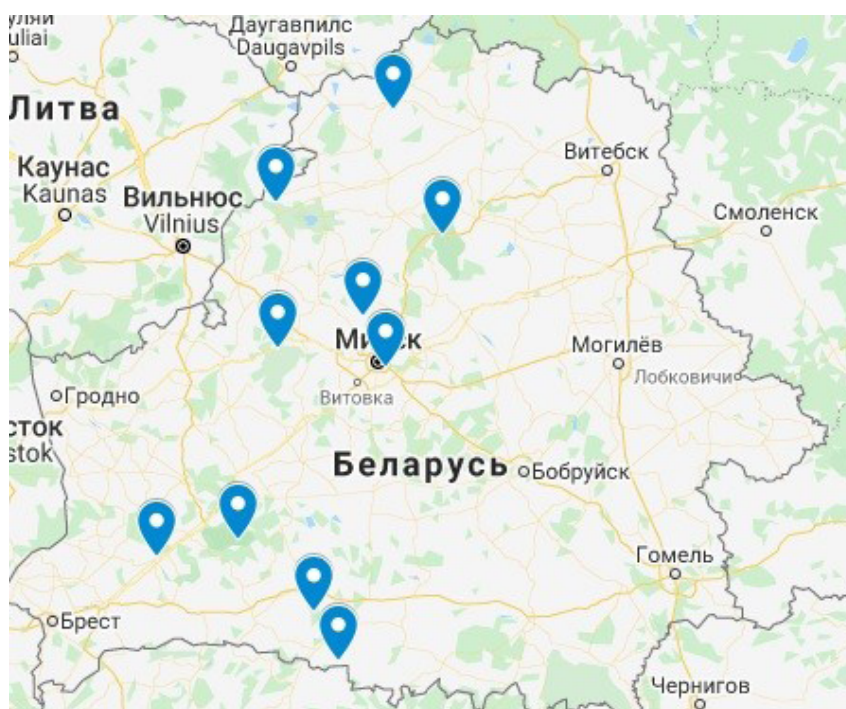 Даугавпилс
Daugavpils
uliai
Литва
Каунас
Kaunas
Вильнюс
Vilnius
Витебск
Смоленск
Могилёв
Лобковичи
Витовка
Гродно
сток
stok
Беларусь
Бобруйск
Гомель
Брест
Чернигов